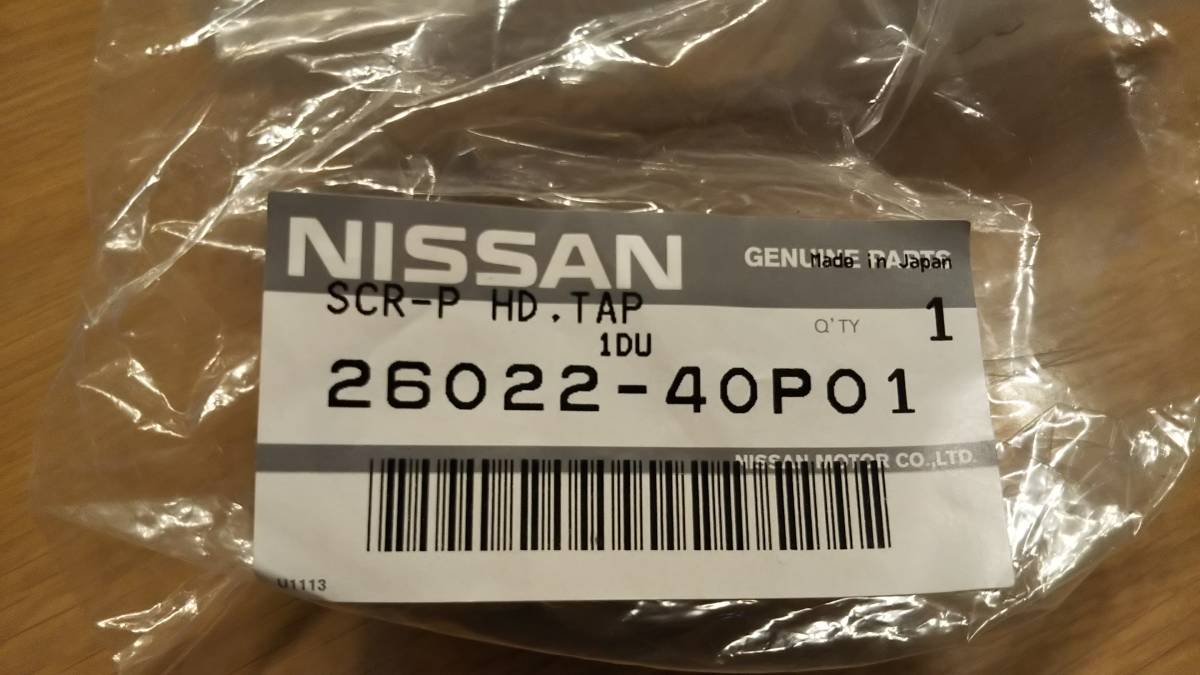 NISSAN
GENUINE PARTS
Made in Japan
SCR-P HD.TAP
Q'TY 1
1DU
26022-40P01
NISSAN MOTOR CO.,LTD.
U1113